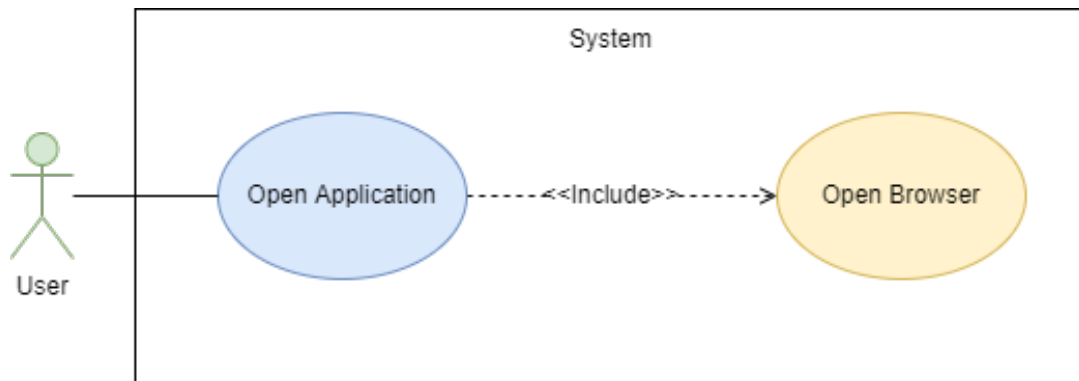 System
Open Application
<<Include>>
Open Browser
User